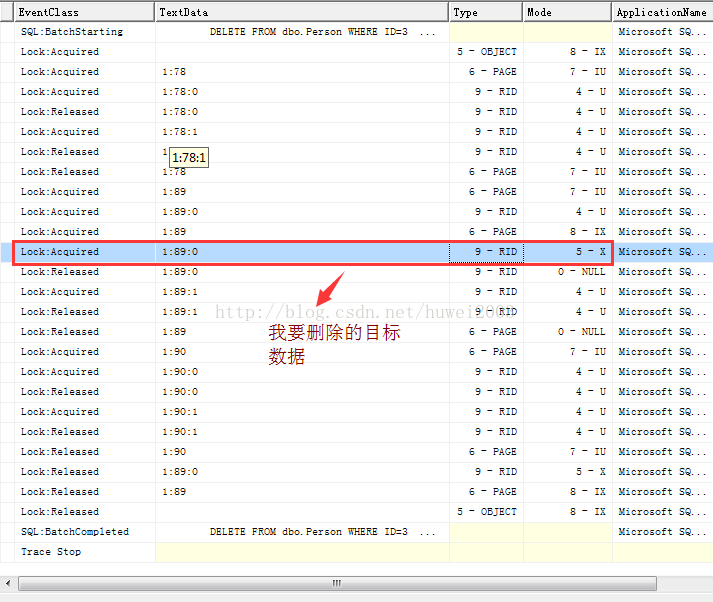 EventClass TextData Type Mode ApplicationName
SQL:BatchStarting DELETE FROM dbo.Person WHERE ID=3 ... Microsoft SQ...
Lock:Acquired 5 - OBJECT 8 - IX Microsoft SQ...
Lock:Acquired 1:78 6 - PAGE 7 - IU Microsoft SQ...
Lock:Acquired 1:78:0 9 - RID 4 - U Microsoft SQ...
Lock:Released 1:78:0 9 - RID 4 - U Microsoft SQ...
Lock:Acquired 1:78:1 9 - RID 4 - U Microsoft SQ...
Lock:Released 1 9 - RID 4 - U Microsoft SQ...
1:78:1
Lock:Released 1:78 6 - PAGE 7 - IU Microsoft SQ...
Lock:Acquired 1:89 6 - PAGE 7 - IU Microsoft SQ...
Lock:Acquired 1:89:0 9 - RID 4 - U Microsoft SQ...
Lock:Acquired 1:89 6 - PAGE 8 - IX Microsoft SQ...
Lock:Acquired 1:89:0 9 - RID 5 - X Microsoft SQ...
Lock:Released 1:89:0 9 - RID 0 - NULL Microsoft SQ...
Lock:Acquired 1:89:1 9 - RID 4 - U Microsoft SQ...
Lock:Released 1:89:1 9 - RID 4 - U Microsoft SQ...
http://blog.csdn.net/huwei200
Lock:Released 1:89 6 - PAGE 0 - NULL Microsoft SQ...
我要删除的目标
数据
Lock:Acquired 1:90 6 - PAGE 7 - IU Microsoft SQ...
Lock:Acquired 1:90:0 9 - RID 4 - U Microsoft SQ...
Lock:Released 1:90:0 9 - RID 4 - U Microsoft SQ...
Lock:Acquired 1:90:1 9 - RID 4 - U Microsoft SQ...
Lock:Released 1:90:1 9 - RID 4 - U Microsoft SQ...
Lock:Released 1:90 6 - PAGE 7 - IU Microsoft SQ...
Lock:Released 1:89:0 9 - RID 5 - X Microsoft SQ...
Lock:Released 1:89 6 - PAGE 8 - IX Microsoft SQ...
Lock:Released 5 - OBJECT 8 - IX Microsoft SQ...
SQL:BatchCompleted DELETE FROM dbo.Person WHERE ID=3 ... Microsoft SQ...
Trace Stop